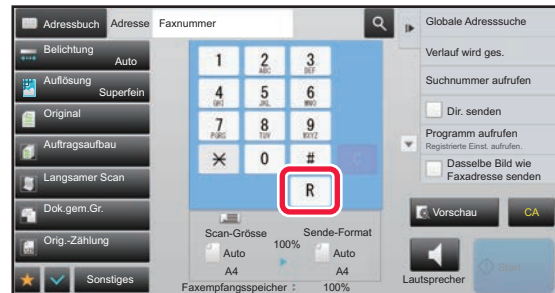 Adressbuch
Adresse
Faxnummer
Belichtung
Auto
Auflösung
Superfein
Original
Auftragsaufbau
Langsamer Scan
Dok.gem.Gr.
Orig.-Zählung
Sonstiges
1
2
ABC
3
DEF
4
GHI
5
JKL
6
MNO
7
PQRS
8
TUV
9
WXYZ
0
#
C
R
Scan-Grösse
Auto
A4
100%
Sende-Format
Auto
A4
Faxempfangsspeicher : 100%
Globale Adresssuche
Verlauf wird ges.
Suchnummer aufrufen
Dir. senden
Programm aufrufen
Registrierte Einst. aufrufen.
Dasselbe Bild wie
Faxadresse senden
Vorschau
CA
Lautsprecher
Start